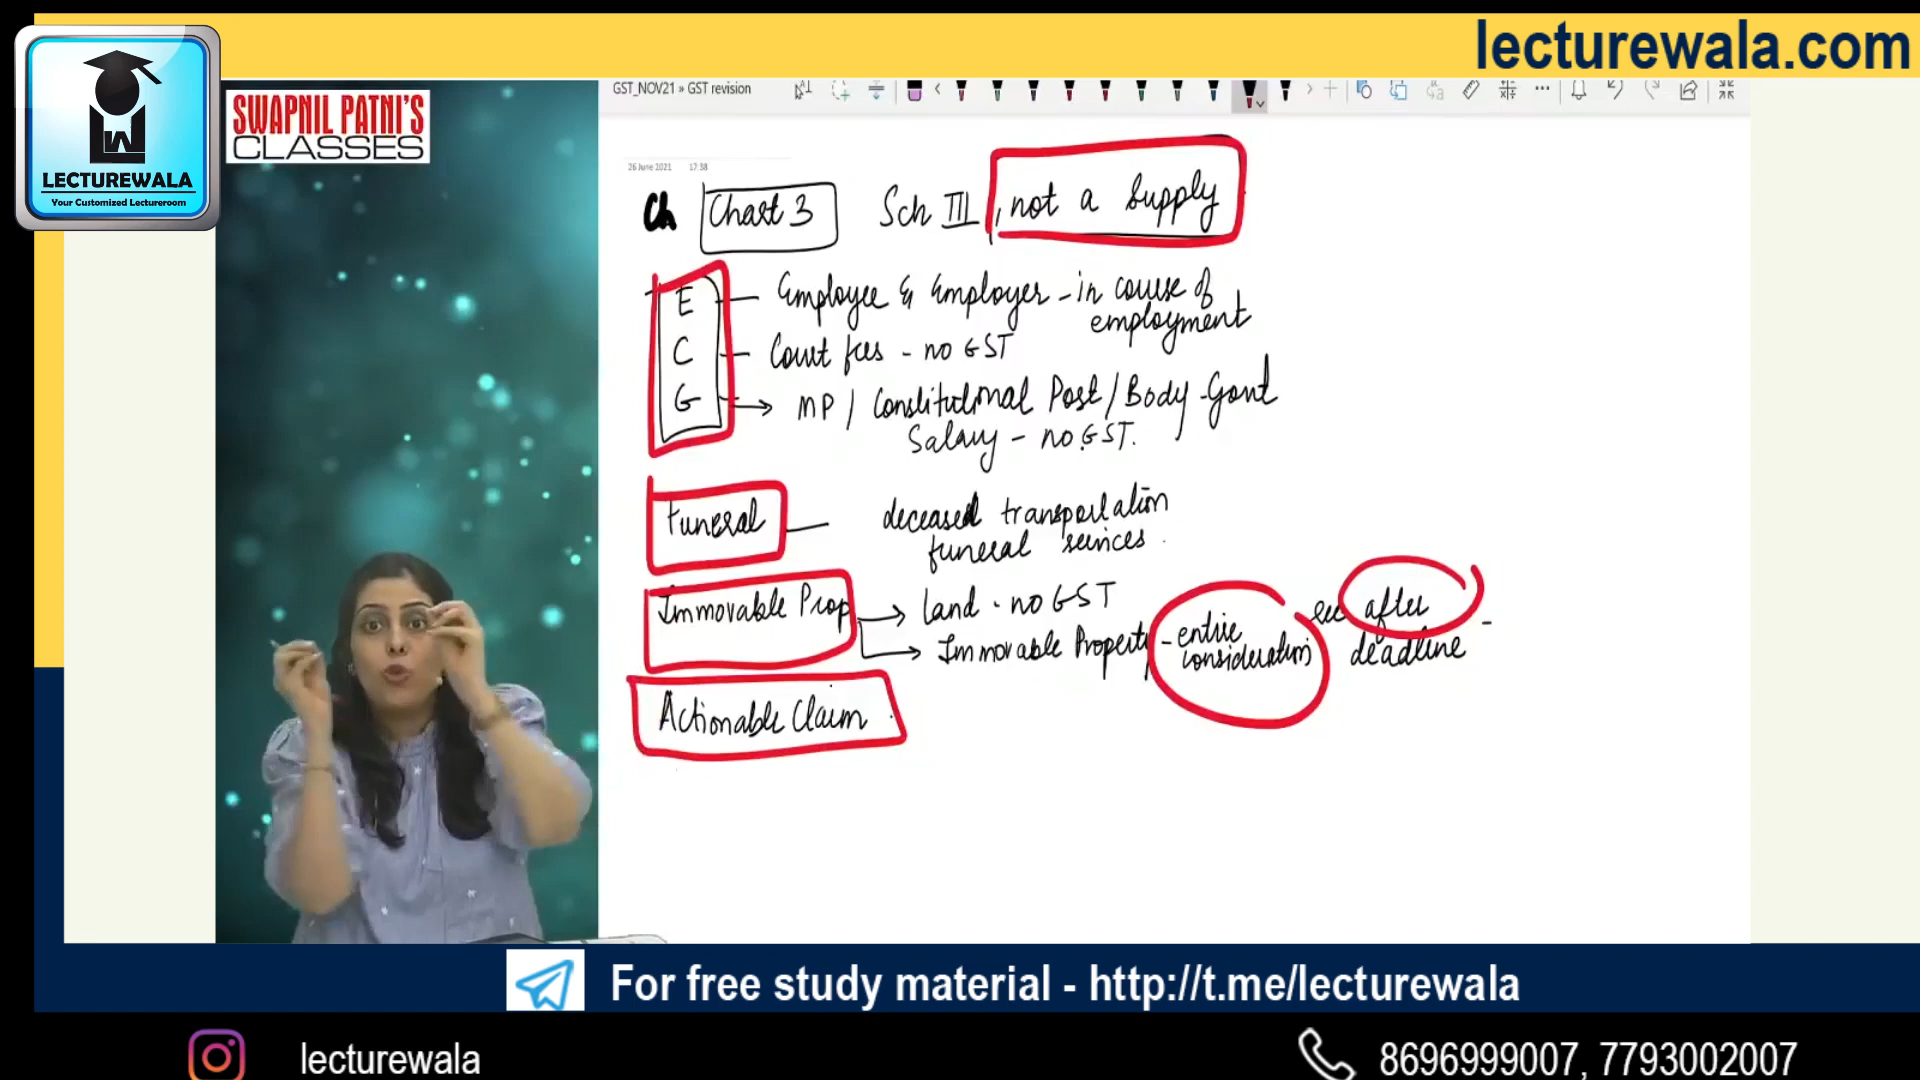 lecturewala.com
LW
LECTUREWALA
Your Customized Lectureroom
SWAPNIL PATNI'S
CLASSES
GST_NOV21 » GST revision
26 June 2021 17:38
Ch Chart 3 Sch III, not a supply
E — Employee & Employer - in course of
employment
C — Court fees - no GST
G → MP / Constitutional Post / Body - Govt
Salary - no GST.
Funeral — deceased transportation
funeral services.
Immovable Prop → land - no GST
→ Immovable Property - entire
consideration
rec after
deadline -
Actionable Claim
For free study material - http://t.me/lecturewala
lecturewala
8696999007, 7793002007